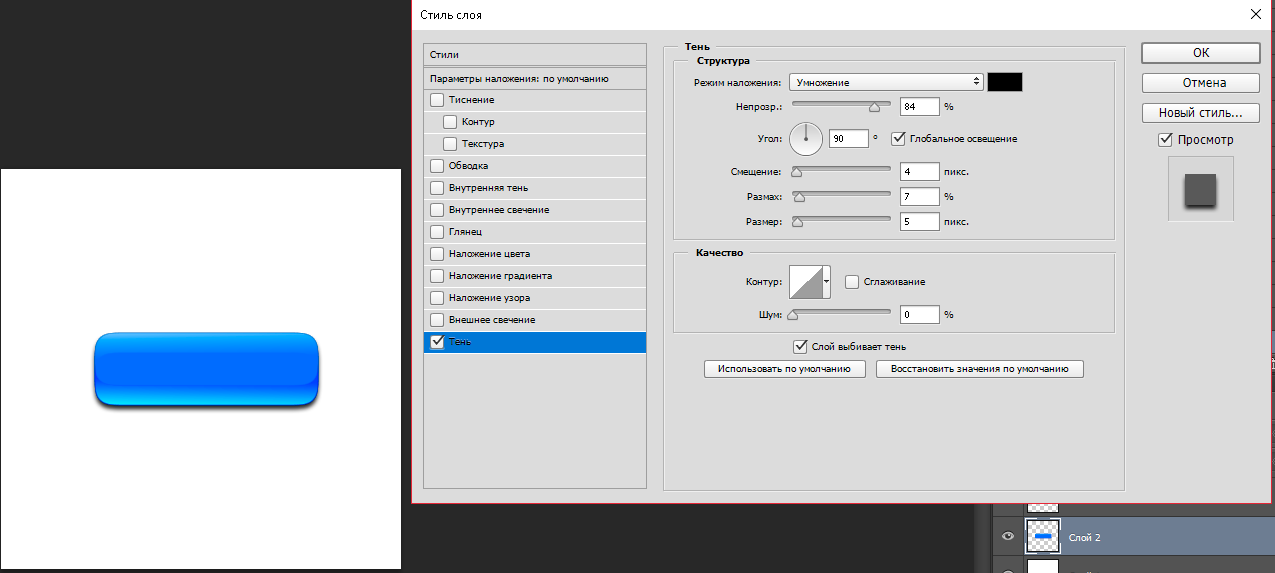 Стиль слоя
Стили
Параметры наложения: по умолчанию
Тиснение
Контур
Текстура
Обводка
Внутренняя тень
Внутреннее свечение
Глянец
Наложение цвета
Наложение градиента
Наложение узора
Внешнее свечение
Тень
Тень
Структура
Режим наложения: Умножение
Непрозр.: 84 %
Угол: 90 ° Глобальное освещение
Смещение: 4 пикс.
Размах: 7 %
Размер: 5 пикс.
Качество
Контур: Сглаживание
Шум: 0 %
Слой выбивает тень
Использовать по умолчанию Восстановить значения по умолчанию
ОК
Отмена
Новый стиль...
Просмотр
Слой 2